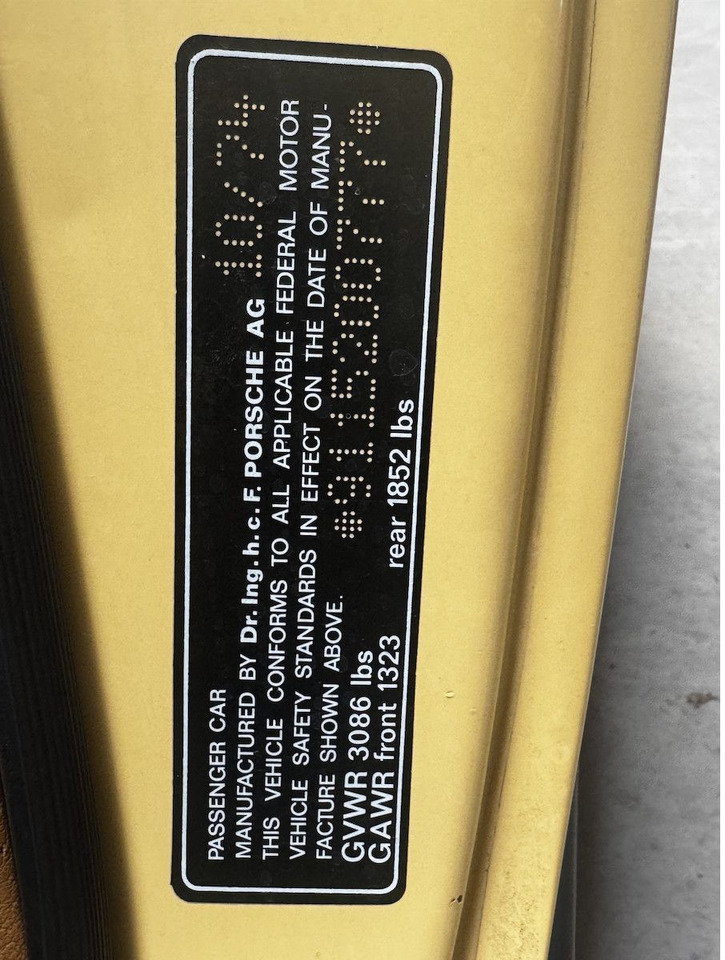 PASSENGER CAR
MANUFACTURED BY Dr. Ing. h. c. F. PORSCHE AG 10/74
THIS VEHICLE CONFORMS TO ALL APPLICABLE FEDERAL MOTOR
VEHICLE SAFETY STANDARDS IN EFFECT ON THE DATE OF MANU-
FACTURE SHOWN ABOVE. *9115200777*
GVWR 3086 lbs
GAWR front 1323 rear 1852 lbs